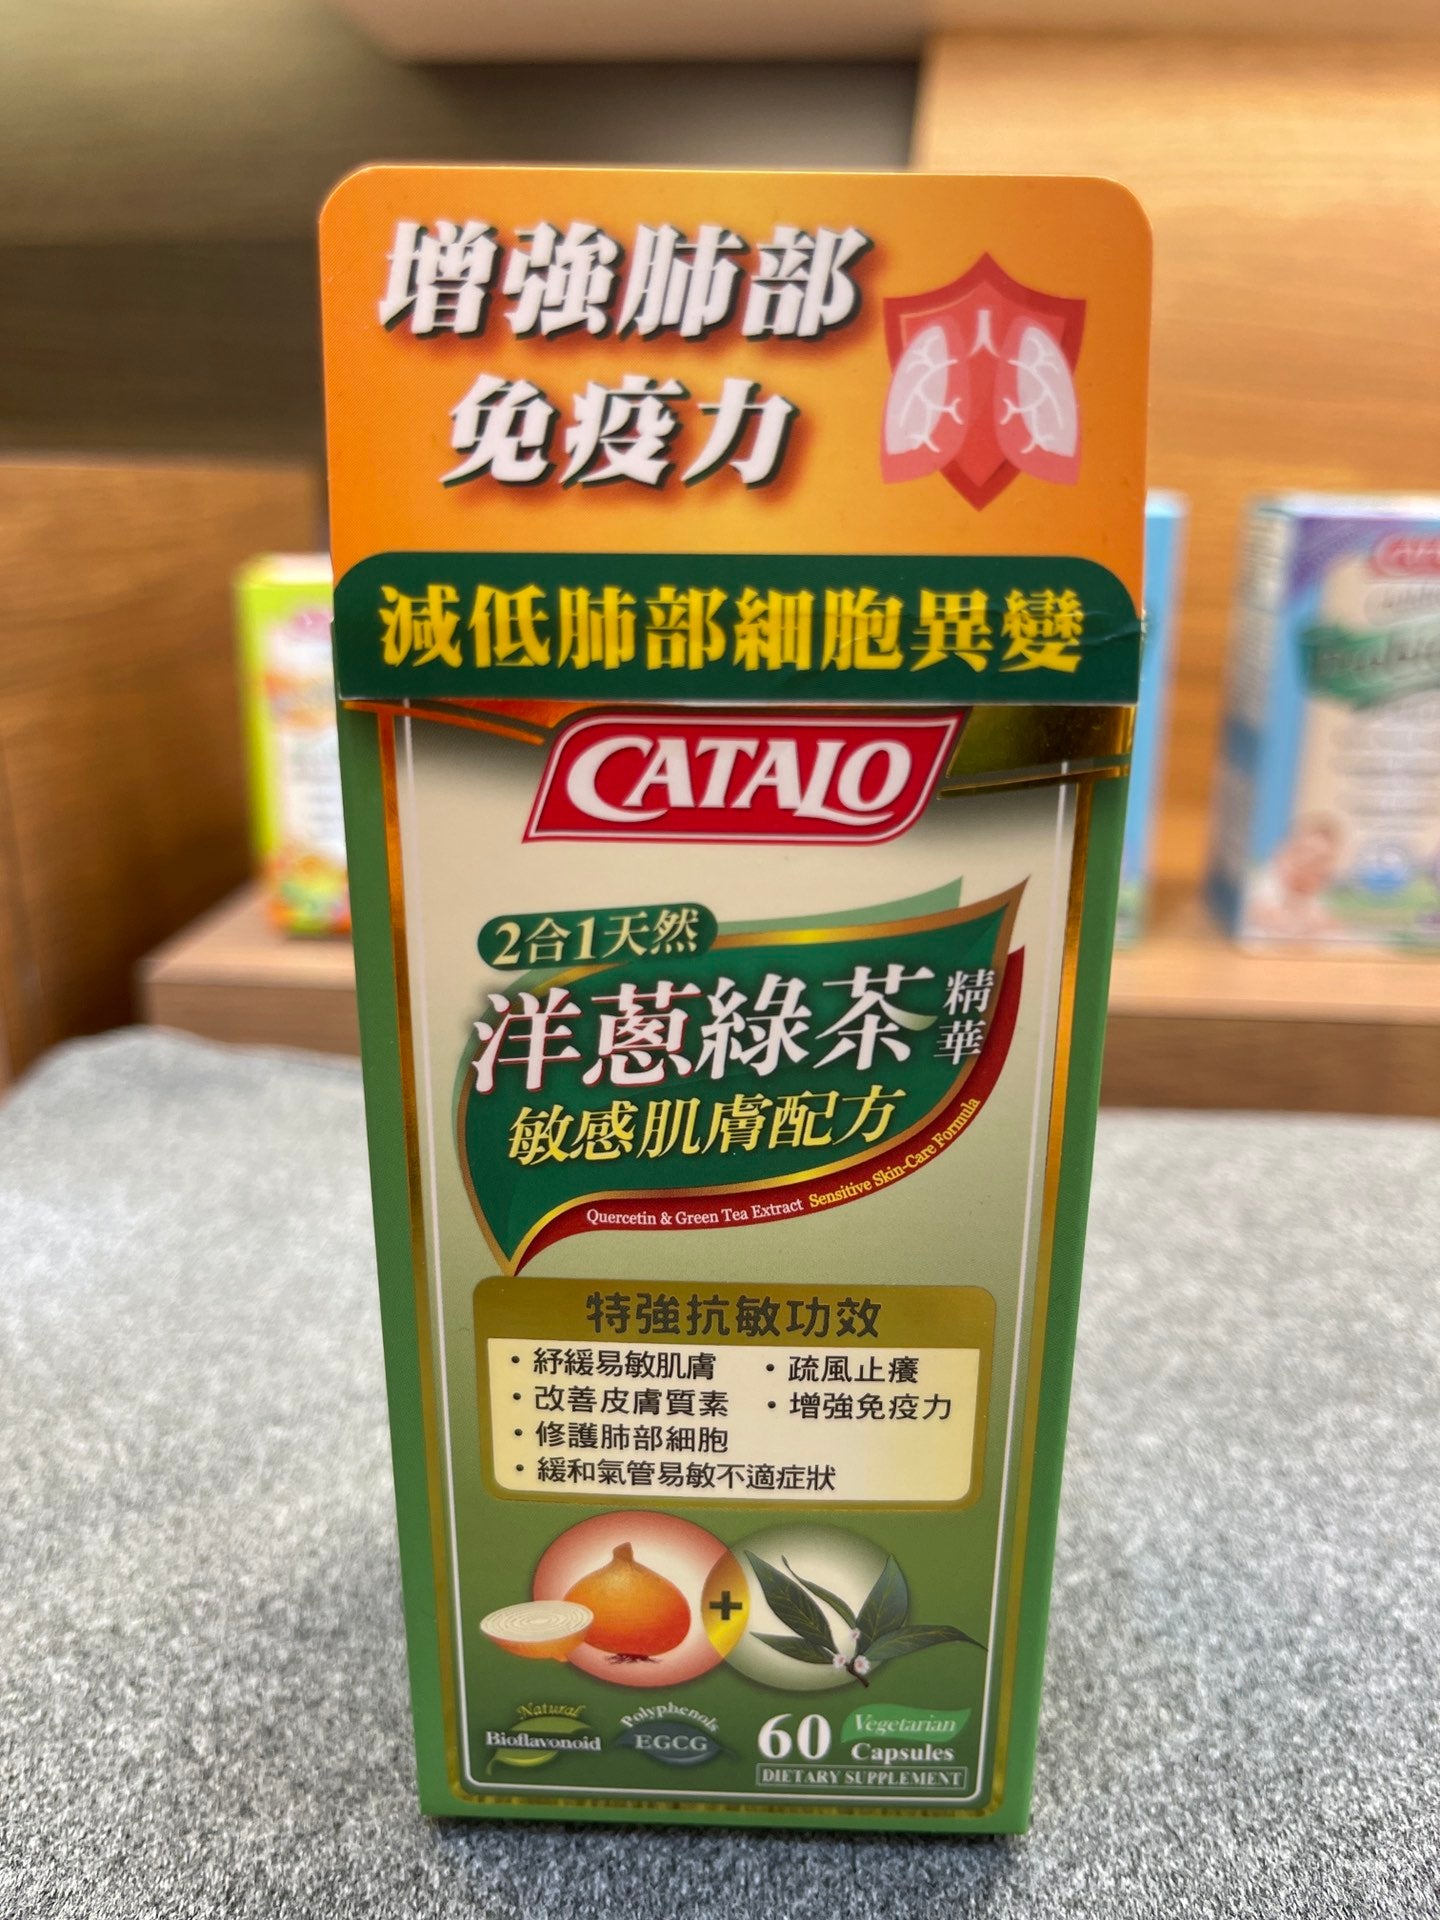 增強肺部
免疫力
減低肺部細胞異變
CATALO
2合1天然
洋蔥綠茶精華
敏感肌膚配方
Quercetin & Green Tea Extract Sensitive Skin-Care Formula
特強抗敏功效
• 紓緩易敏肌膚
• 疏風止癢
• 改善皮膚質素
• 增強免疫力
• 修護肺部細胞
• 緩和氣管易敏不適症狀
+
Natural
Bioflavonoid
Polyphenols
EGCG
60 Vegetarian
Capsules
DIETARY SUPPLEMENT